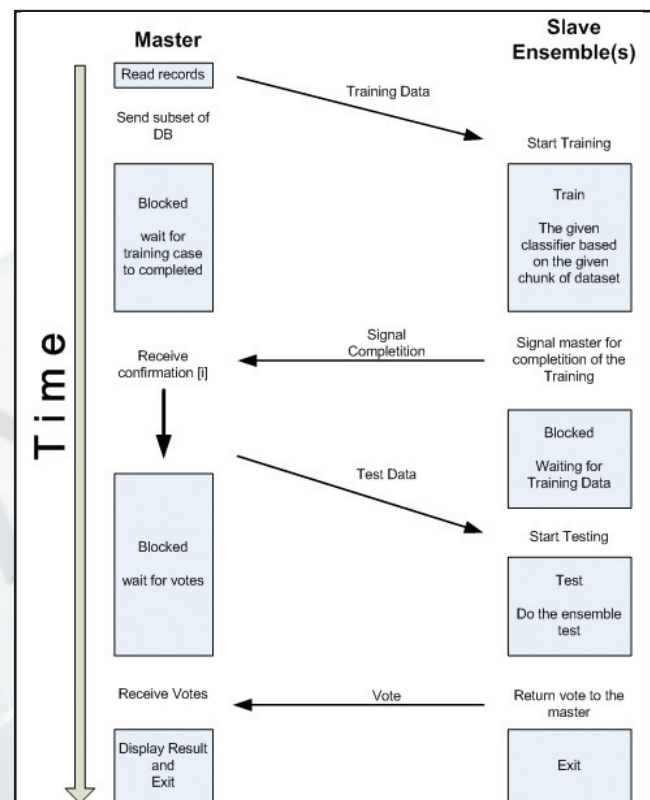 Master
Slave
Ensemble(s)
Time
Read records
Training Data
Send subset of
DB
Start Training
Blocked
wait for
training case
to completed
Train
The given
classifier based
on the given
chunk of dataset
Signal
Completition
Receive
confirmation [i]
Signal master for
completition of the
Training
Blocked
Waiting for
Training Data
Test Data
Start Testing
Blocked
wait for votes
Test
Do the ensemble
test
Receive Votes
Vote
Return vote to the
master
Display Result
and
Exit
Exit